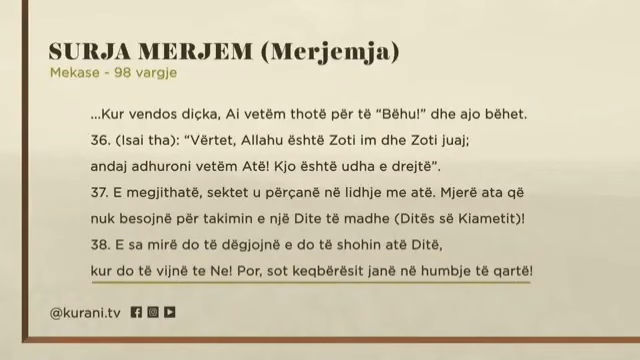 SURJA MERJEM (Merjemja)
Mekase - 98 vargje
...Kur vendos diçka, Ai vetëm thotë për të “Bëhu!” dhe ajo bëhet.
36. (Isai tha): “Vërtet, Allahu është Zoti im dhe Zoti juaj;
andaj adhuroni vetëm Atë! Kjo është udha e drejtë”.
37. E megjithatë, sektet u përçanë në lidhje me atë. Mjerë ata që
nuk besojnë për takimin e një Dite të madhe (Ditës së Kiametit)!
38. E sa mirë do të dëgjojnë e do të shohin atë Ditë,
kur do të vijnë te Ne! Por, sot keqbërësit janë në humbje të qartë!
@kurani.tv